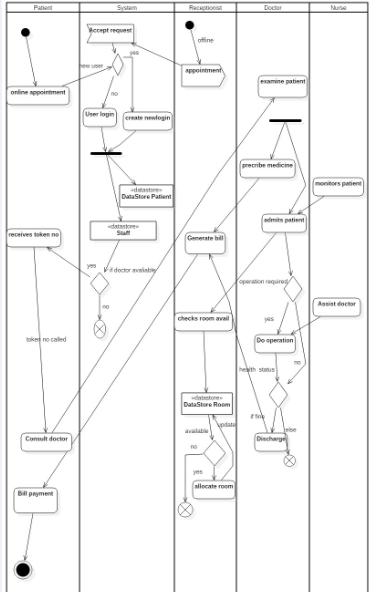 Patient
System
Receptionist
Doctor
Nurse
Accept request
offline
yes
new user
appointment
online appointment
no
examine patient
User login
create newlogin
precribe medicine
monitors patient
«datastore»
DataStore Patient
«datastore»
Staff
admits patient
receives token no
Generate bill
yes
if doctor avaliable
operation required
no
Assist doctor
checks room avail
yes
token no called
Do operation
no
health status
«datastore»
DataStore Room
if fine
update
available
else
Consult doctor
no
Discharge
yes
Bill payment
allocate room